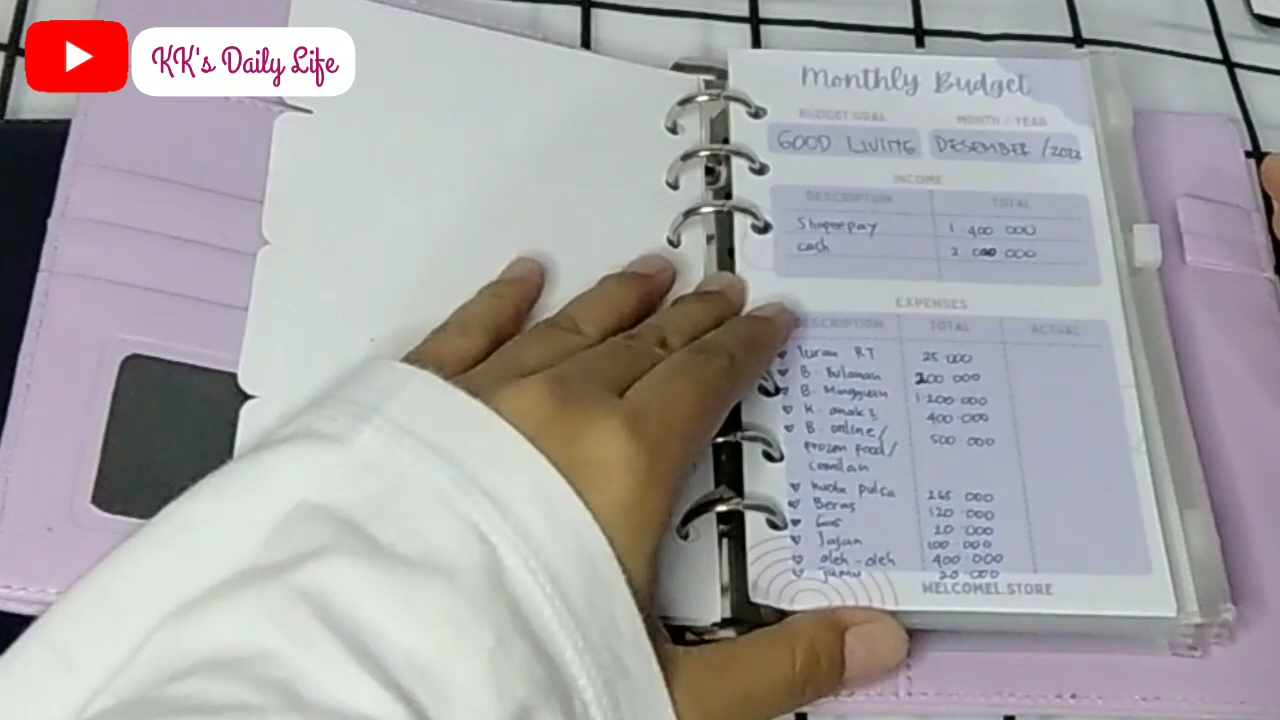 KK's Daily Life
Monthly Budget
BUDGET GOAL MONTH / YEAR
GOOD LIVING DESEMBER /2022
INCOME
DESCRIPTION TOTAL
Shopeepay 1 400 000
cash 2 000 000
EXPENSES
DESCRIPTION TOTAL ACTUAL
Iuran RT 25.000
B. Bulanan 200.000
B. Mingguan 1.200.000
K. anak2 400.000
B. online/ 500.000
frozen food/
cemilan
kuota pulsa 265 000
Beras 120.000
Gas 20.000
Jajan 100.000
oleh-oleh 400.000
Jamu 20.000
WELCOMEL.STORE